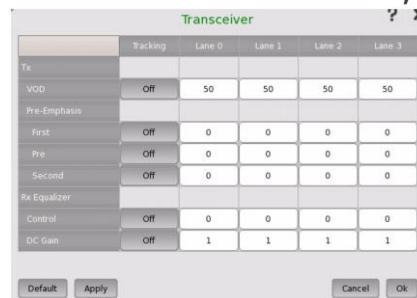 Transceiver ?
Tracking Lane 0 Lane 1 Lane 2 Lane 3
Tx
VOD Off 50 50 50 50
Pre-Emphasis
First Off 0 0 0 0
Pre Off 0 0 0 0
Second Off 0 0 0 0
Rx Equalizer
Control Off 0 0 0 0
DC Gain Off 1 1 1 1
Default Apply Cancel Ok